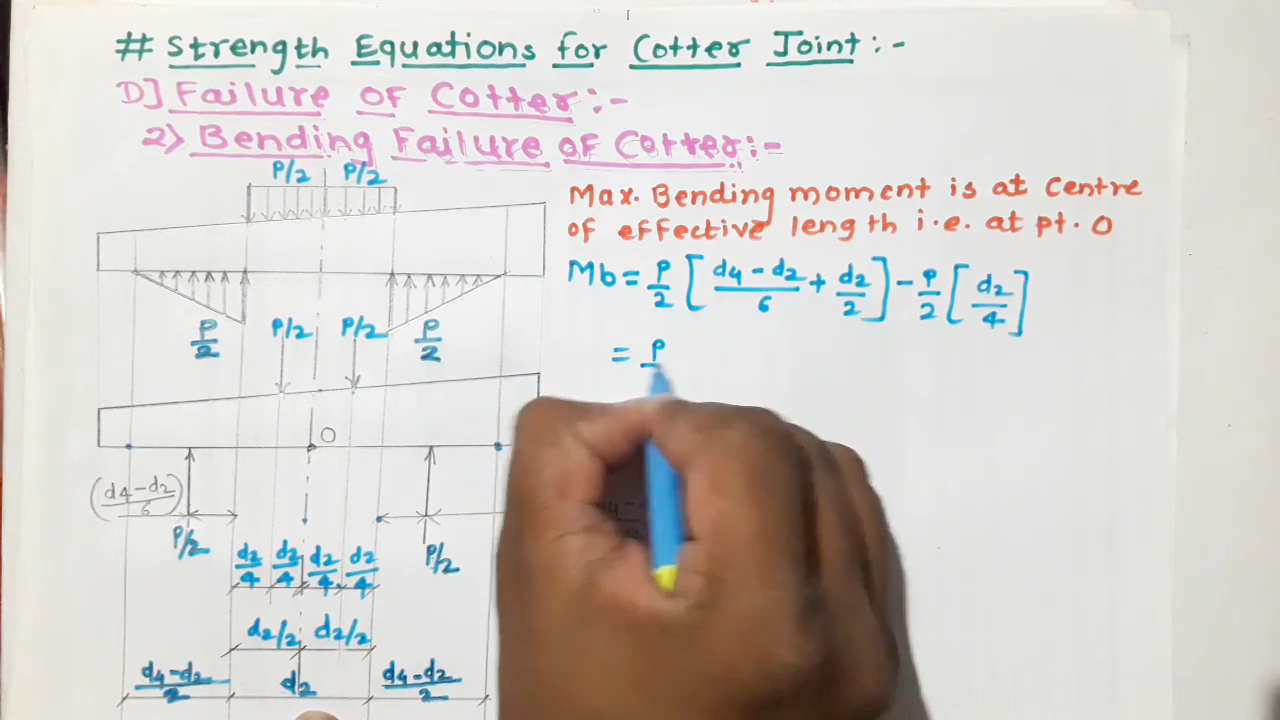 # Strength Equations for Cotter Joint:-
D] Failure of Cotter:-
2) Bending Failure of Cotter:-
P/2 P/2
Max. Bending moment is at centre
of effective length i.e. at pt. O
Mb = P/2 [ (d4-d2)/6 + d2/2 ] - P/2 [ d2/4 ]
= P
P/2 P/2 P/2 P/2
O
((d4-d2)/6)
P/2 P/2
d2/4 d2/4 d2/4 d2/4
d2/2 d2/2
(d4-d2)/2 d2 (d4-d2)/2